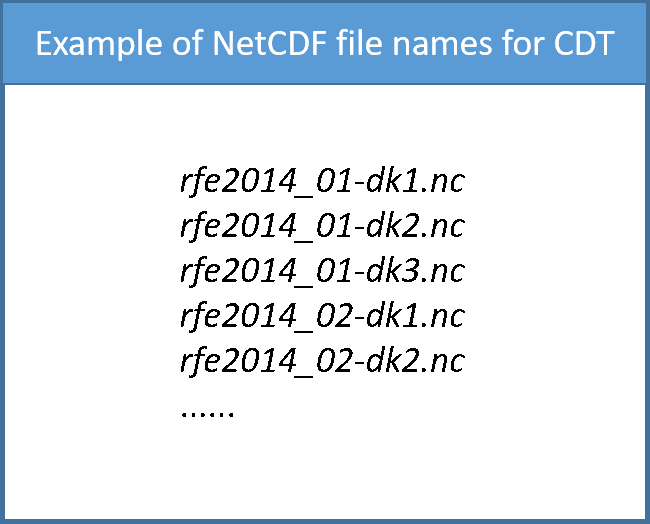 Example of NetCDF file names for CDT
rfe2014_01-dk1.nc
rfe2014_01-dk2.nc
rfe2014_01-dk3.nc
rfe2014_02-dk1.nc
rfe2014_02-dk2.nc
......